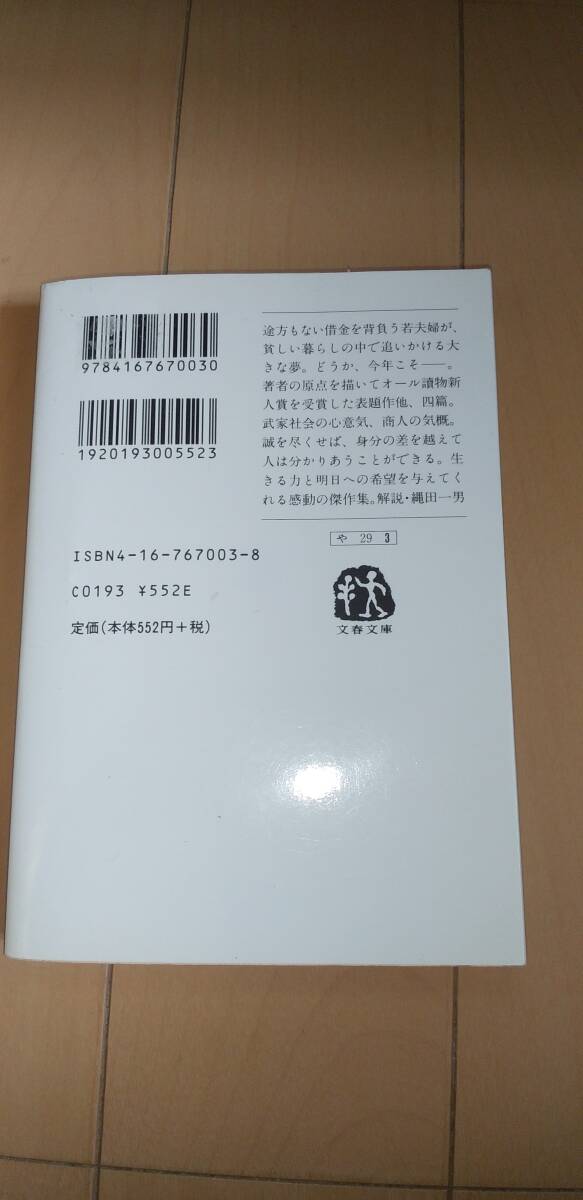 9784167670030
1920193005523
ISBN4-16-767003-8
C0193 ¥552E
定価(本体552円+税)
途方もない借金を背負う若夫婦が、
貧しい暮らしの中で追いかける大
きな夢。どうか、今年こそ――。
著者の原点を描いてオール讀物新
人賞を受賞した表題作他、四篇。
武家社会の心意気、商人の気概。
誠を尽くせば、身分の差を越えて
人は分かりあうことができる。生
きる力と明日への希望を与えてく
れる感動の傑作集。解説・縄田一男
や 29 3
文春文庫